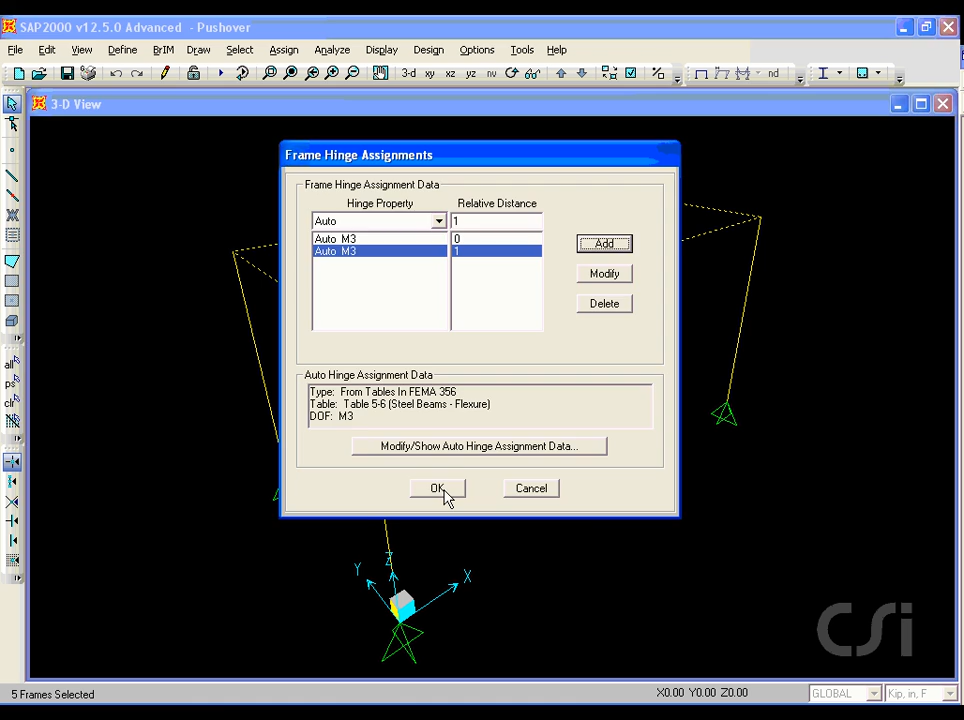 SAP2000 v12.5.0 Advanced - Pushover
File Edit View Define BrIM Draw Select Assign Analyze Display Design Options Tools Help
3-d xy xz yz nv nd
3-D View
Frame Hinge Assignments
Frame Hinge Assignment Data
Hinge Property Relative Distance
Auto 1
Auto M3 0
Auto M3 1
Add
Modify
Delete
all
ps
clr
Auto Hinge Assignment Data
Type: From Tables In FEMA 356
Table: Table 5-6 (Steel Beams - Flexure)
DOF: M3
Modify/Show Auto Hinge Assignment Data...
OK Cancel
Z
Y X
CSi
5 Frames Selected X0.00 Y0.00 Z0.00 GLOBAL Kip, in, F